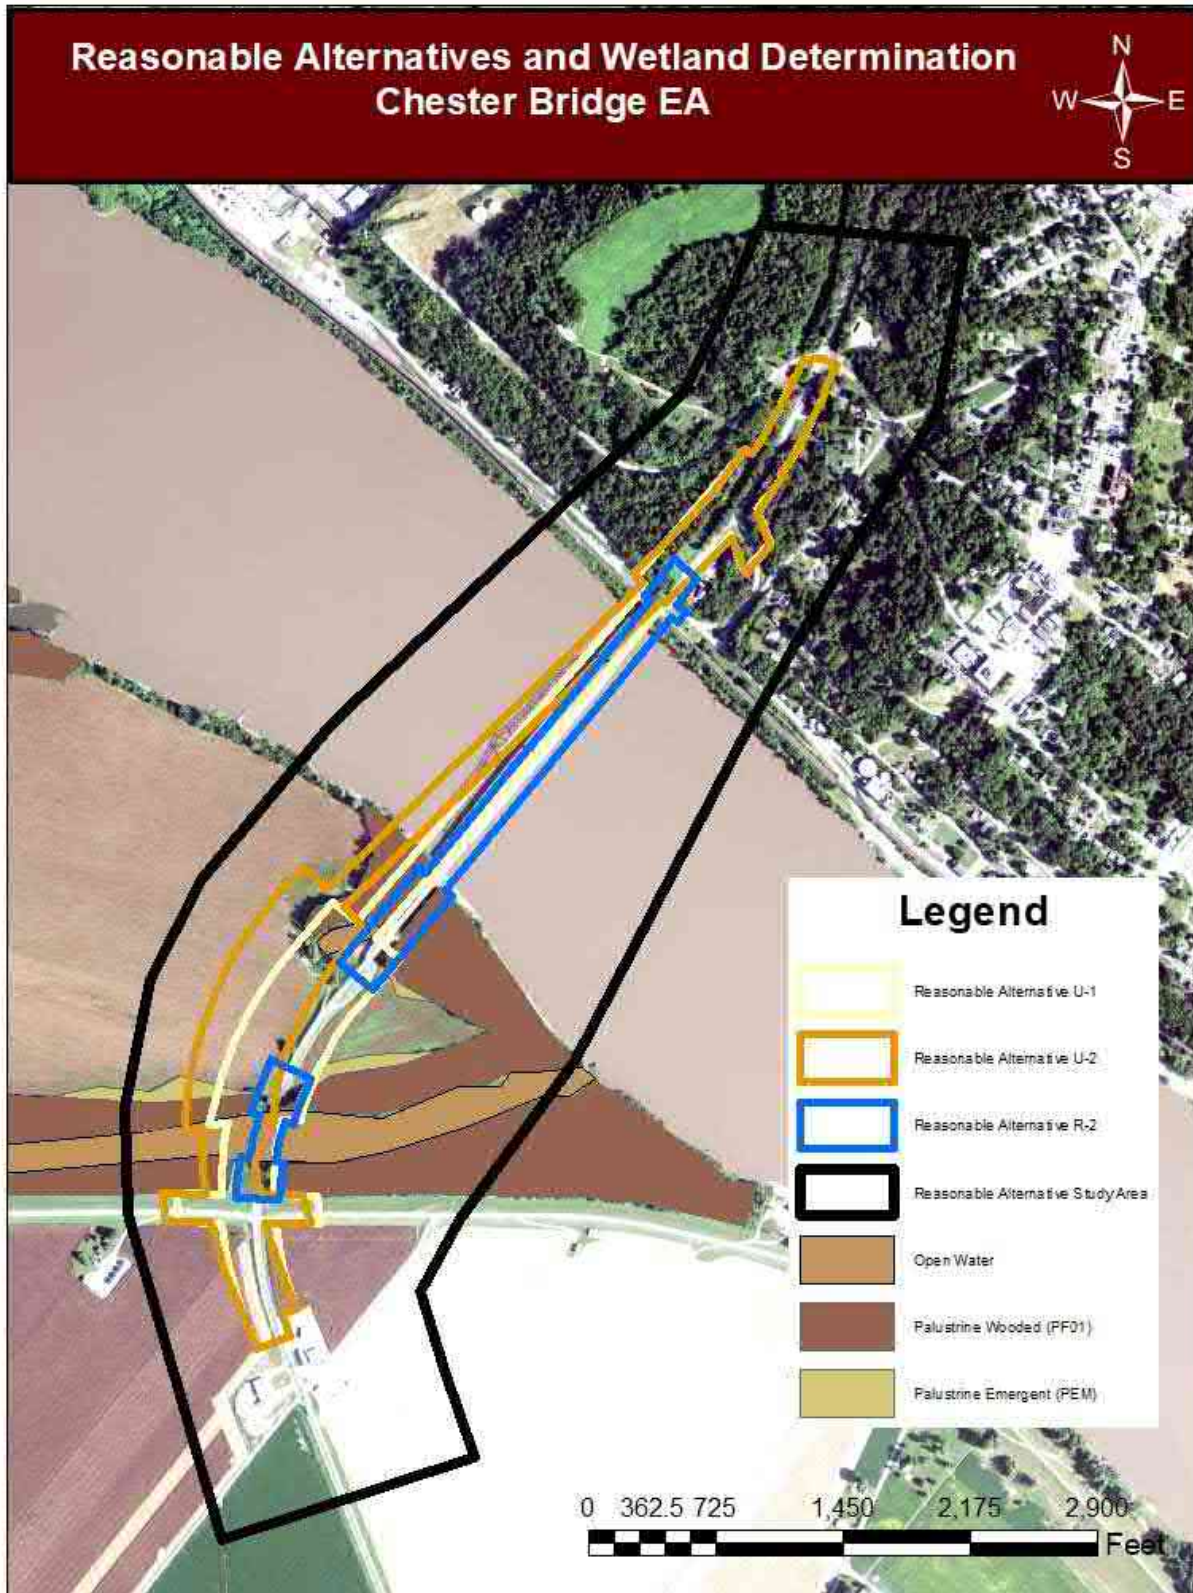 Reasonable Alternatives and Wetland Determination
Chester Bridge EA
N
W E
S
Legend
Reasonable Alternative U-1
Reasonable Alternative U-2
Reasonable Alternative R-2
Reasonable Alternative Study Area
Open Water
Palustrine Wooded (PF01)
Palustrine Emergent (PEM)
0 362.5 725 1,450 2,175 2,900
Feet